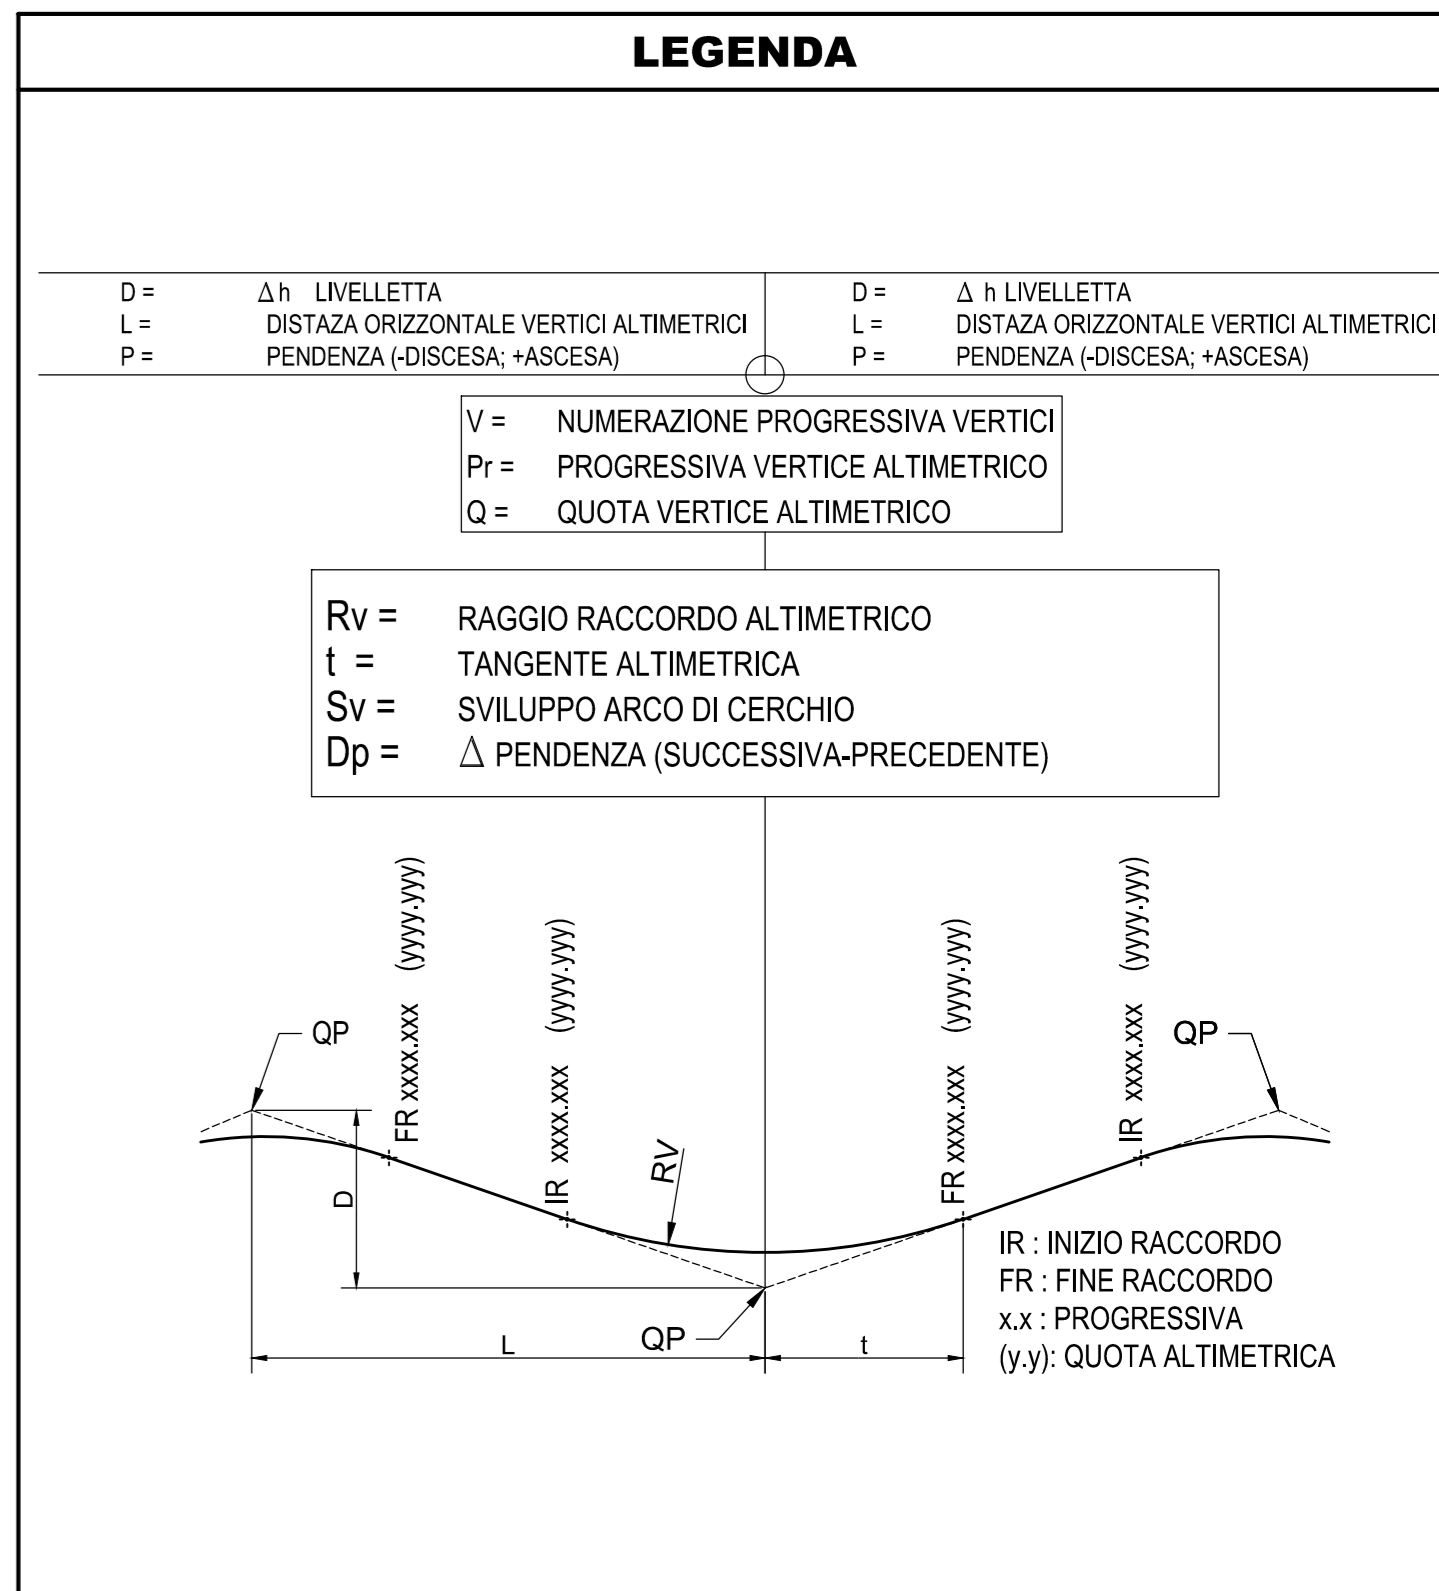 LEGENDA
D = Δ h LIVELLETTA
L = DISTAZA ORIZZONTALE VERTICI ALTIMETRICI
P = PENDENZA (-DISCESA; +ASCESA)
D = Δ h LIVELLETTA
L = DISTAZA ORIZZONTALE VERTICI ALTIMETRICI
P = PENDENZA (-DISCESA; +ASCESA)
V = NUMERAZIONE PROGRESSIVA VERTICI
Pr = PROGRESSIVA VERTICE ALTIMETRICO
Q = QUOTA VERTICE ALTIMETRICO
Rv = RAGGIO RACCORDO ALTIMETRICO
t = TANGENTE ALTIMETRICA
Sv = SVILUPPO ARCO DI CERCHIO
Dp = Δ PENDENZA (SUCCESSIVA-PRECEDENTE)
QP
FR xxxx.xxx (yyyy.yyy)
IR xxxx.xxx (yyyy.yyy)
FR xxxx.xxx (yyyy.yyy)
IR xxxx.xxx (yyyy.yyy)
QP
D
RV
L
QP
t
IR : INIZIO RACCORDO
FR : FINE RACCORDO
x.x : PROGRESSIVA
(y.y): QUOTA ALTIMETRICA